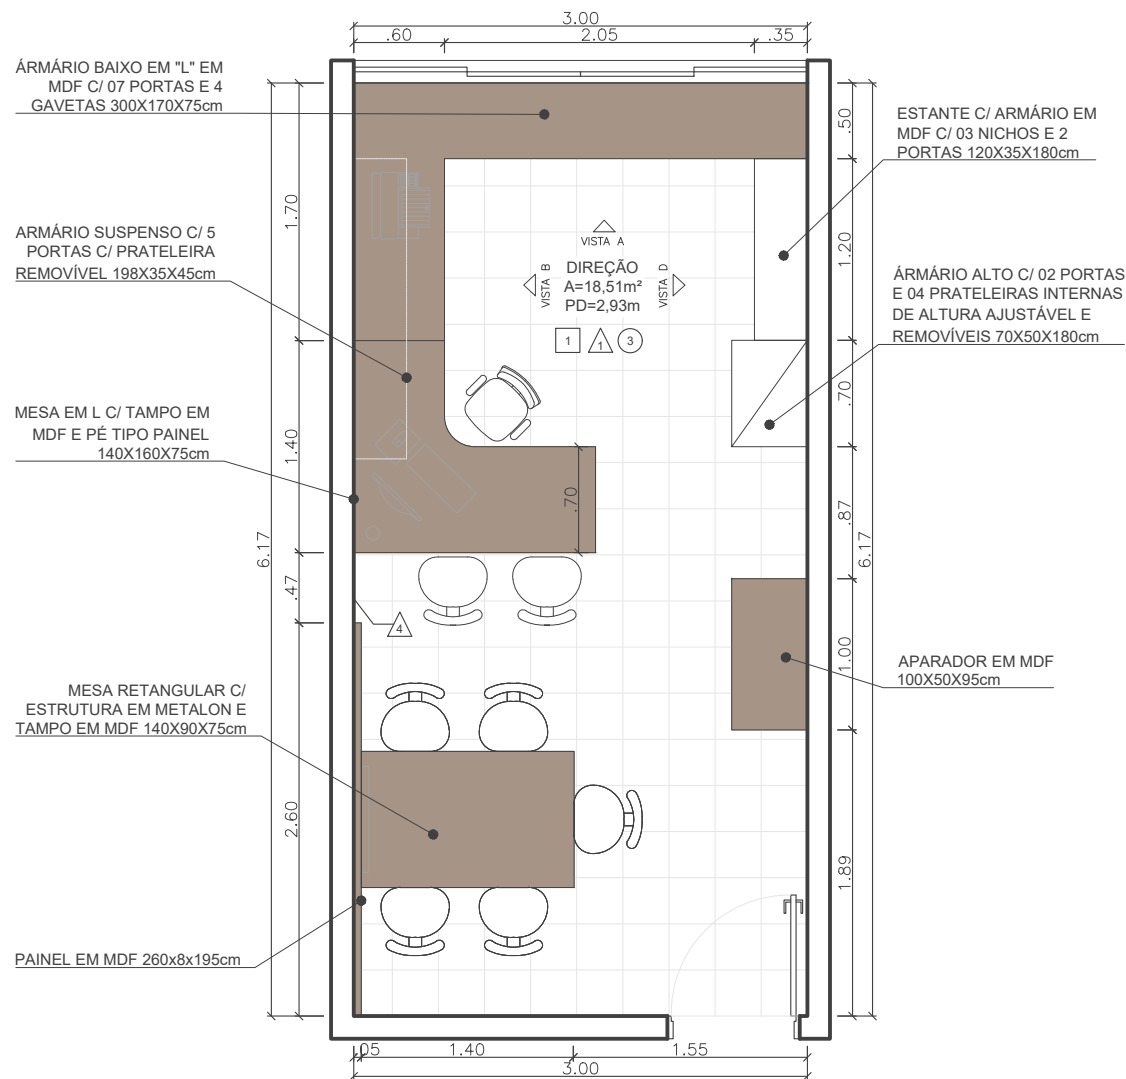 3.00
.60
2.05
.35
ÁRMÁRIO BAIXO EM "L" EM
MDF C/ 07 PORTAS E 4
GAVETAS 300X170X75cm
ESTANTE C/ ARMÁRIO EM
MDF C/ 03 NICHOS E 2
PORTAS 120X35X180cm
.50
1.70
1.20
ARMÁRIO SUSPENSO C/ 5
PORTAS C/ PRATELEIRA
REMOVÍVEL 198X35X45cm
VISTA A
VISTA B
DIREÇÃO
A=18,51m²
PD=2,93m
VISTA D
1
1
3
ÁRMÁRIO ALTO C/ 02 PORTAS
E 04 PRATELEIRAS INTERNAS
DE ALTURA AJUSTÁVEL E
REMOVÍVEIS 70X50X180cm
.70
MESA EM L C/ TAMPO EM
MDF E PÉ TIPO PAINEL
140X160X75cm
1.40
.70
.87
6.17
6.17
.47
4
1.00
APARADOR EM MDF
100X50X95cm
MESA RETANGULAR C/
ESTRUTURA EM METALON E
TAMPO EM MDF 140X90X75cm
2.60
1.89
PAINEL EM MDF 260x8x195cm
.05
1.40
1.55
3.00